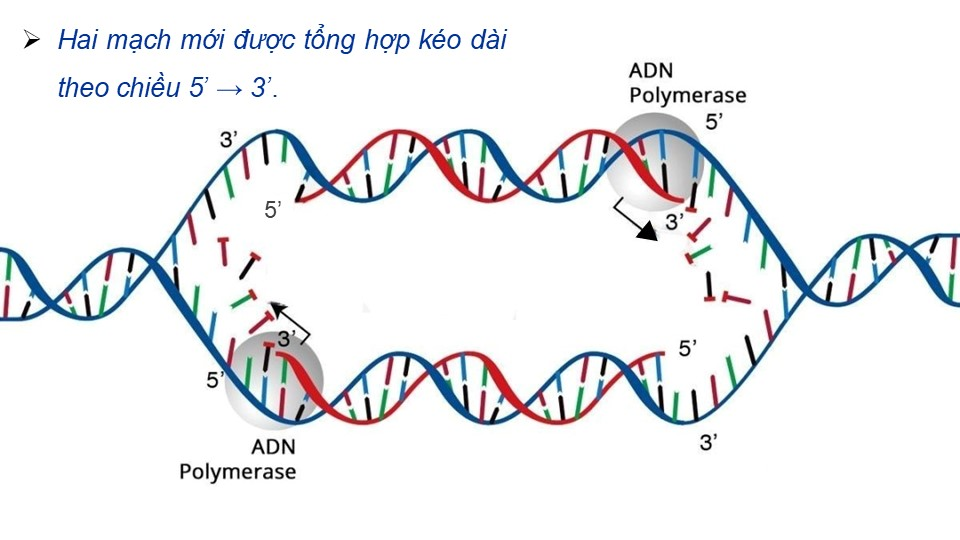 ➢ Hai mạch mới được tổng hợp kéo dài
theo chiều 5’ → 3’.
ADN
Polymerase
5’
3’
5’
3’
3’
5’
5’
3’
ADN
Polymerase